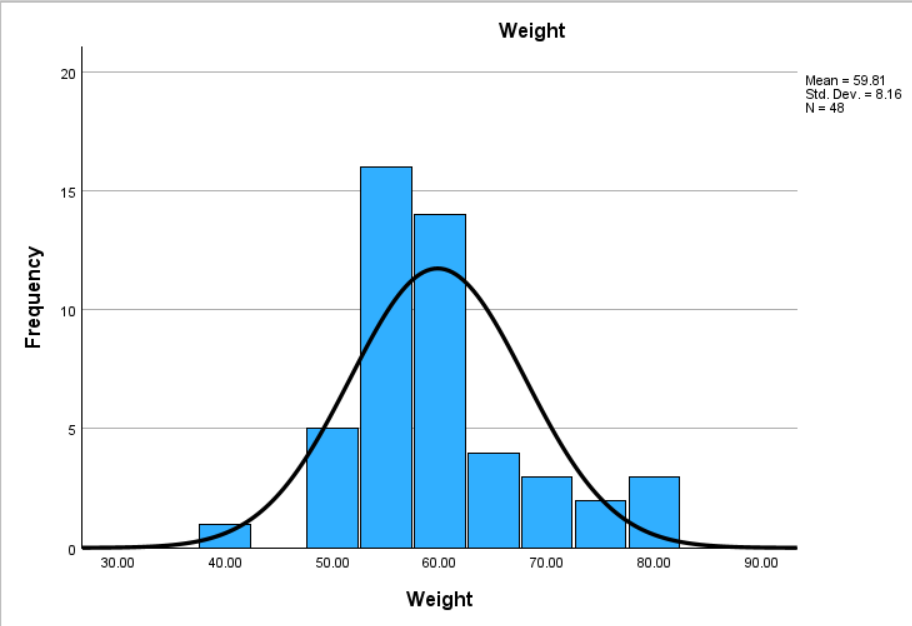 Weight
Mean = 59.81
Std. Dev. = 8.16
N = 48
20
15
10
5
0
Frequency
30.00 40.00 50.00 60.00 70.00 80.00 90.00
Weight